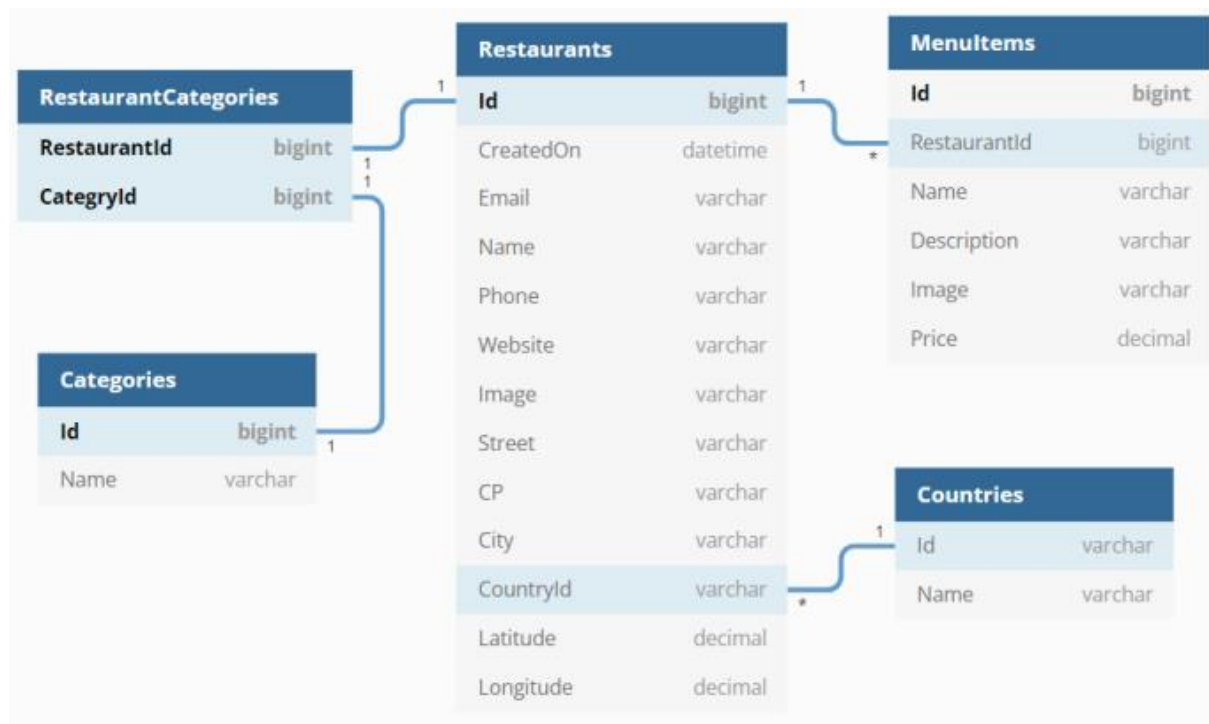 RestaurantCategories
RestaurantId bigint
CategryId bigint
Categories
Id bigint
Name varchar
Restaurants
Id bigint
CreatedOn datetime
Email varchar
Name varchar
Phone varchar
Website varchar
Image varchar
Street varchar
CP varchar
City varchar
CountryId varchar
Latitude decimal
Longitude decimal
MenuItems
Id bigint
RestaurantId bigint
Name varchar
Description varchar
Image varchar
Price decimal
Countries
Id varchar
Name varchar
1
1
1
1
1
*
1
*